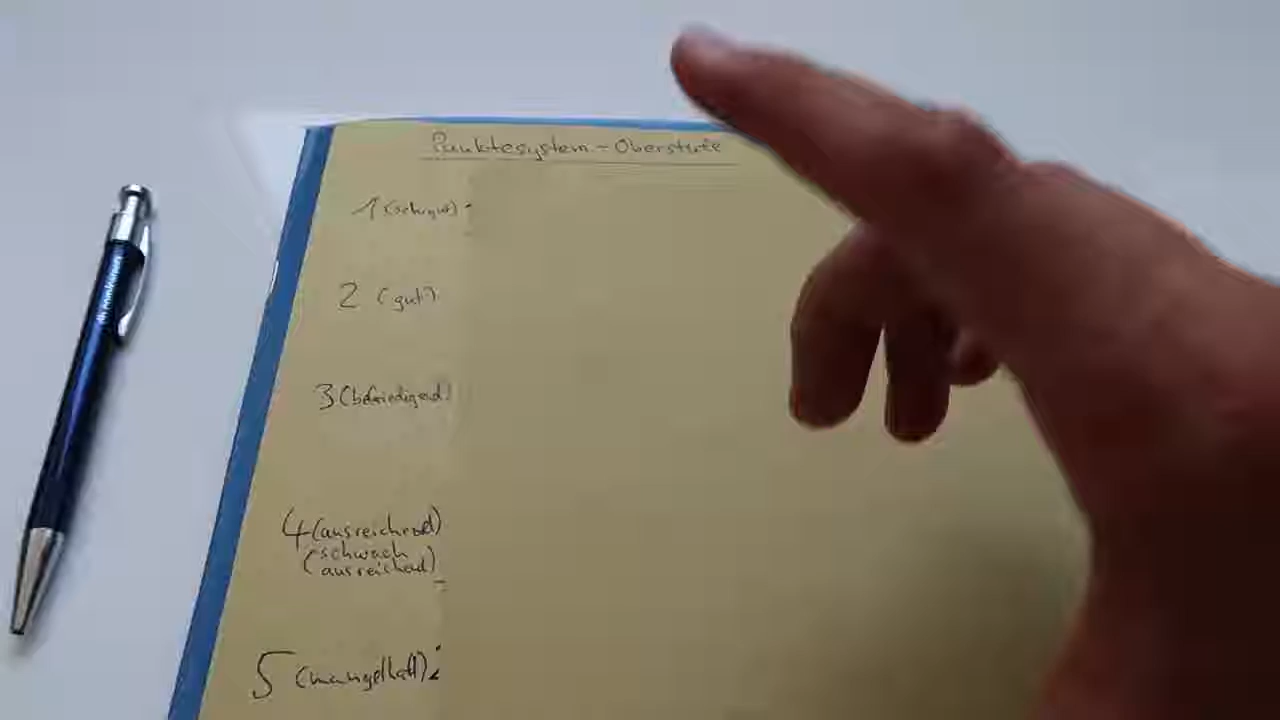 Punktesystem - Oberstufe
1 (sehr gut):
2 (gut)
3 (befriedigend)
4 (ausreichend)
(schwach
ausreichend)
5 (mangelhaft):